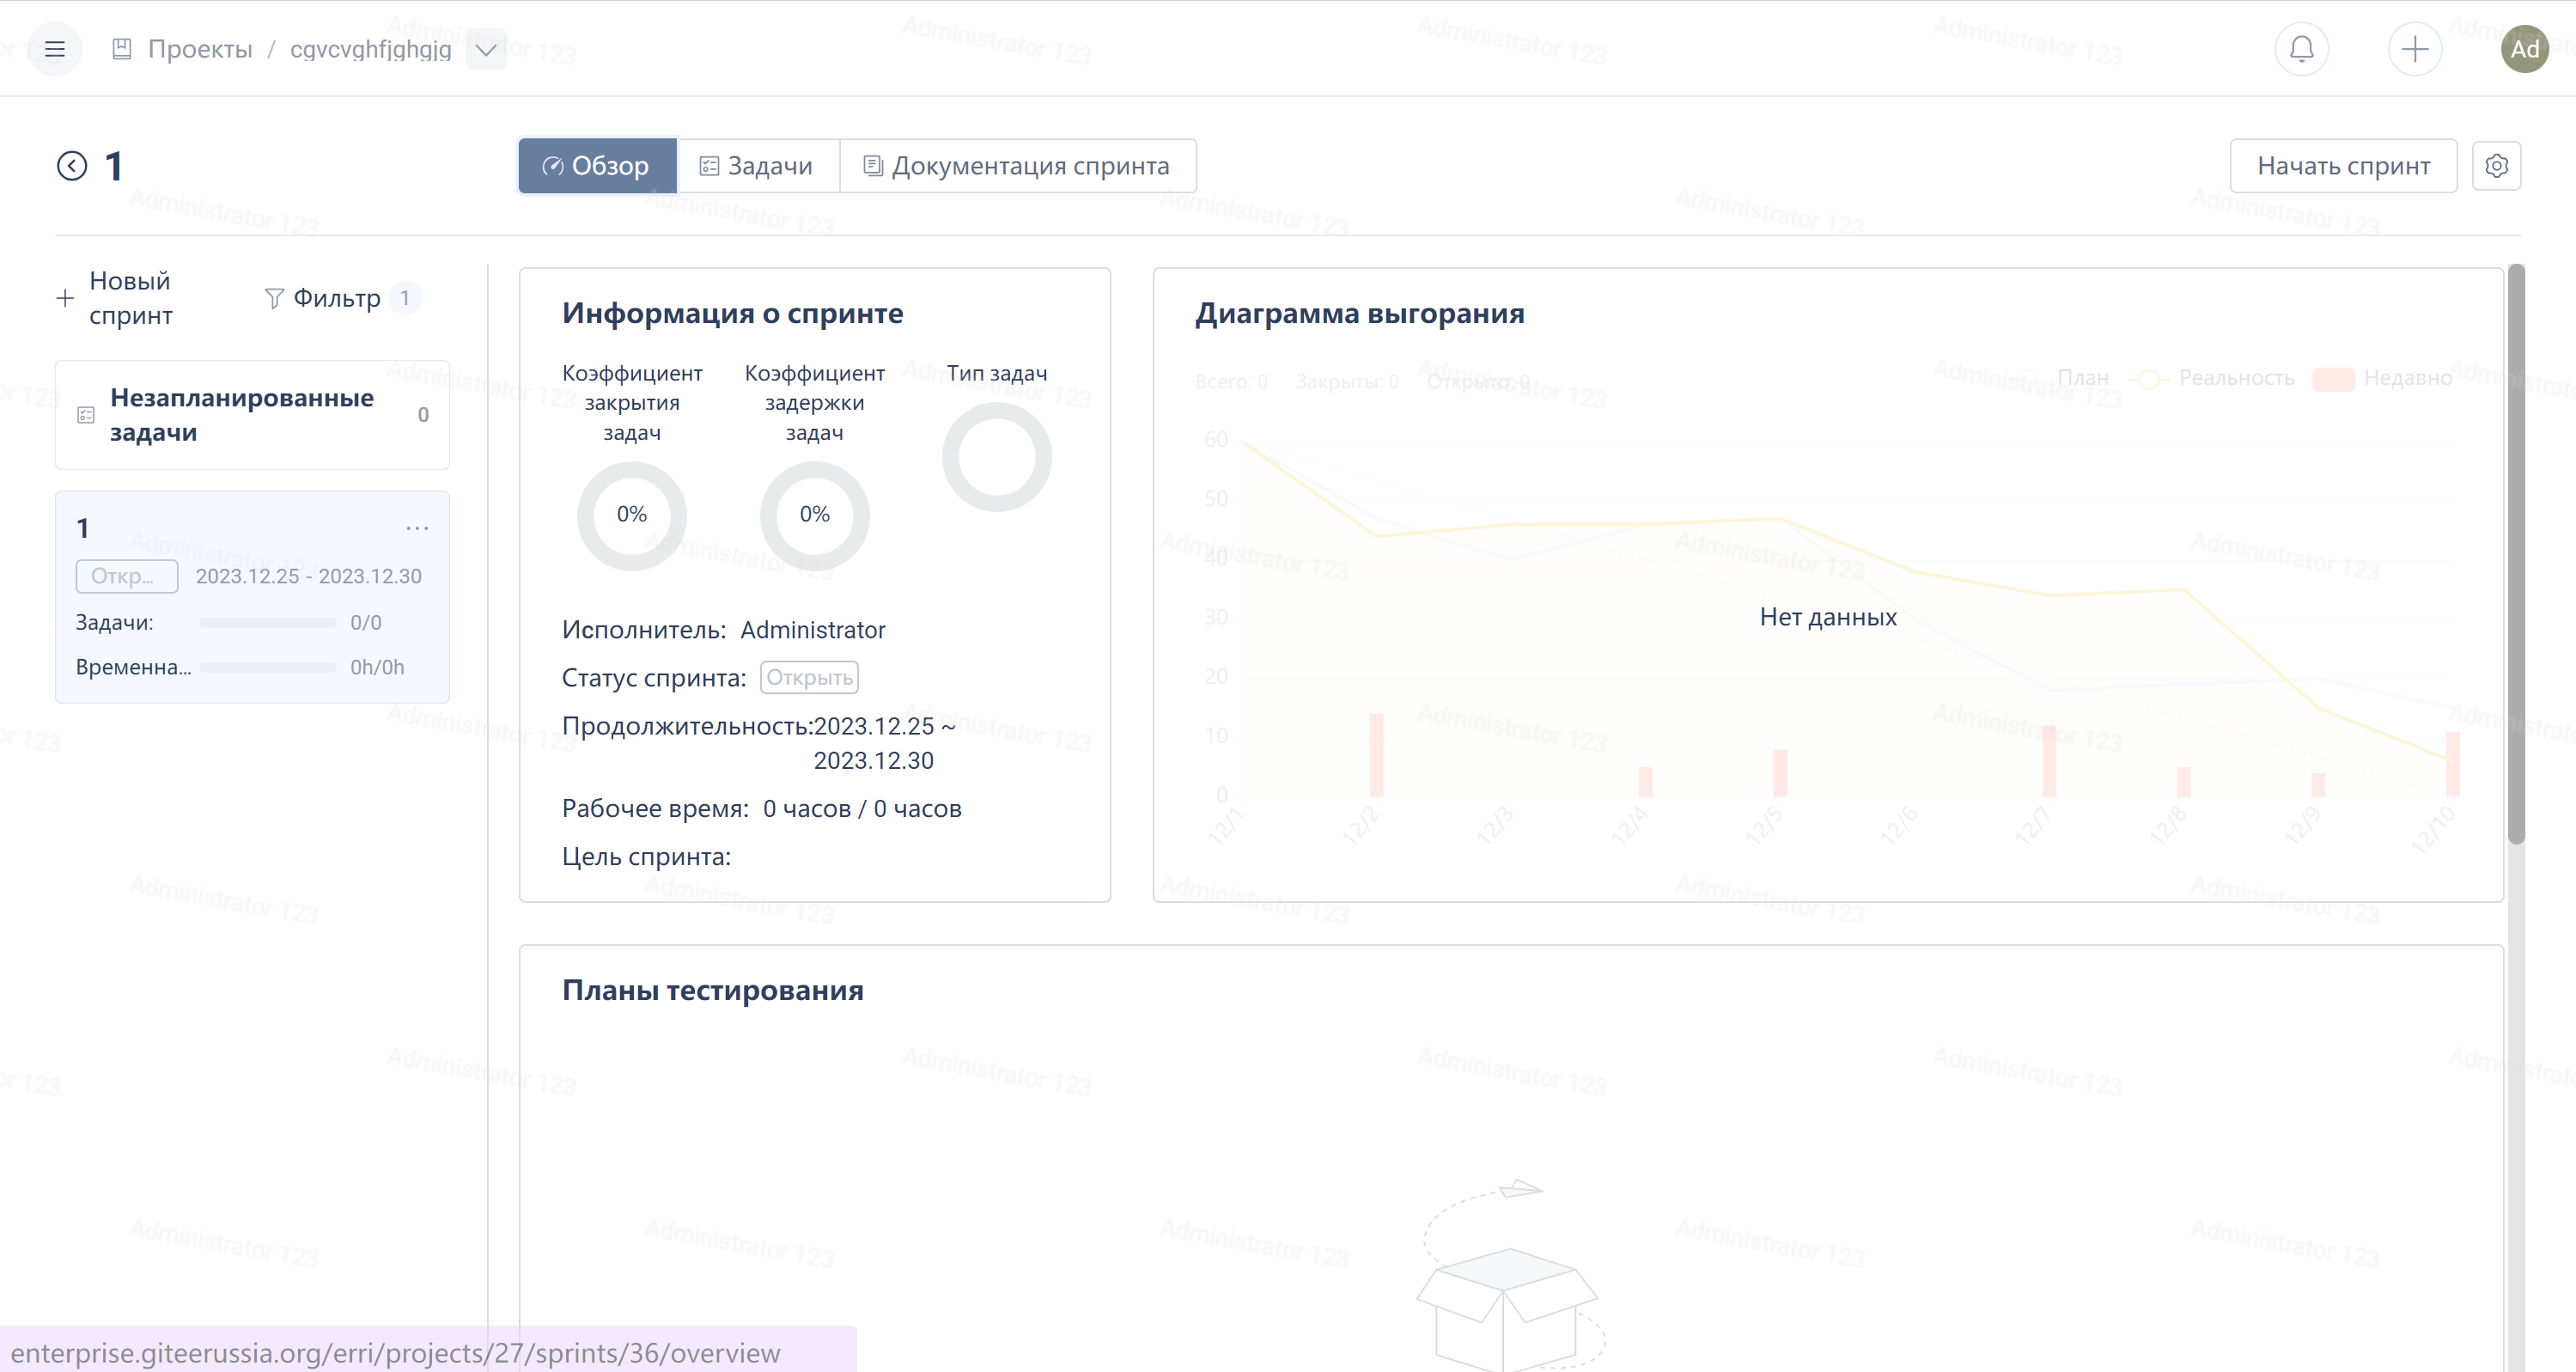 Проекты / cgvcvghfjghgjg
Ad
1
Обзор
Задачи
Документация спринта
Начать спринт
Новый
спринт
Фильтр 1
Незапланированные
задачи
0
1
Откр...
2023.12.25 - 2023.12.30
Задачи:
0/0
Временна...
0h/0h
Информация о спринте
Коэффициент
закрытия
задач
0%
Коэффициент
задержки
задач
0%
Тип задач
Исполнитель: Administrator
Статус спринта: Открыть
Продолжительность:2023.12.25 ~
2023.12.30
Рабочее время: 0 часов / 0 часов
Цель спринта:
Диаграмма выгорания
Всего: 0 Закрыты: 0 Открыто: 0
План Реальность Недавно
60
50
40
30
20
10
0
12/1 12/2 12/3 12/4 12/5 12/6 12/7 12/8 12/9 12/10
Нет данных
Планы тестирования
enterprise.giteerussia.org/erri/projects/27/sprints/36/overview
Administrator 123